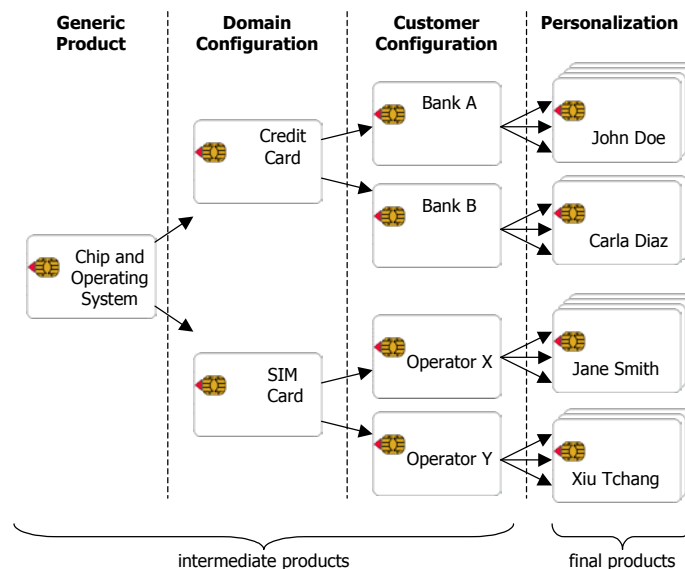 Generic
Product
Domain
Configuration
Customer
Configuration
Personalization
Chip and
Operating
System
Credit
Card
SIM
Card
Bank A
Bank B
Operator X
Operator Y
John Doe
Carla Diaz
Jane Smith
Xiu Tchang
intermediate products
final products